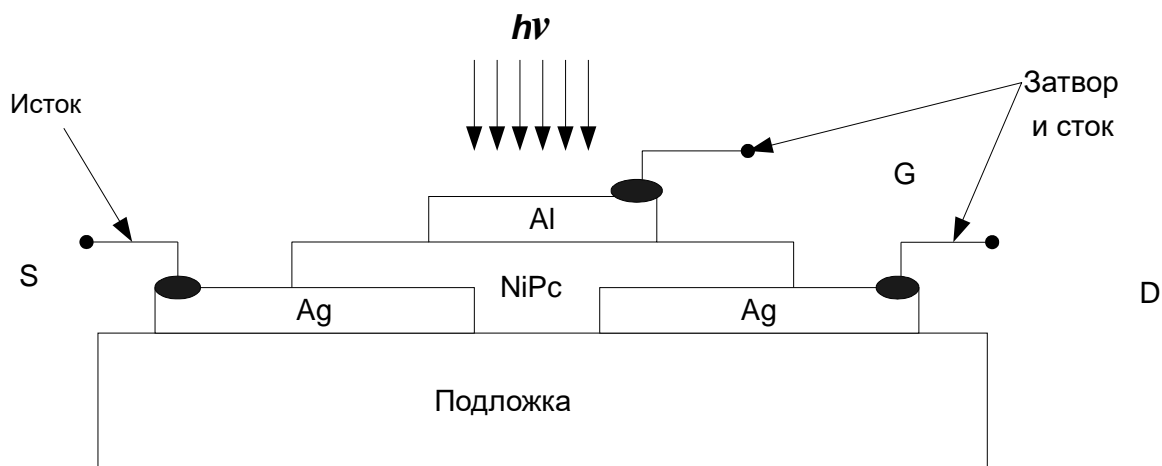 hν
Исток
Затвор
и сток
G
Al
S
NiPc
Ag
Ag
D
Подложка